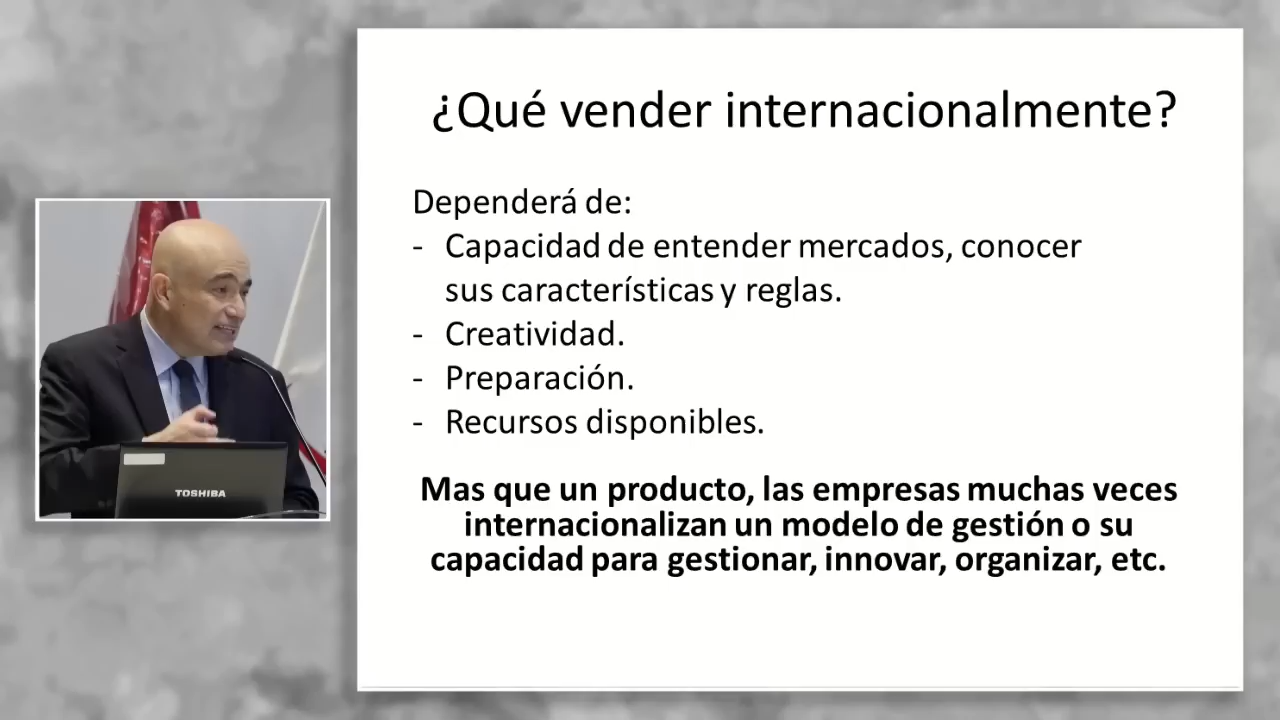 ¿Qué vender internacionalmente?
Dependerá de:
- Capacidad de entender mercados, conocer
sus características y reglas.
- Creatividad.
- Preparación.
- Recursos disponibles.
Mas que un producto, las empresas muchas veces
internacionalizan un modelo de gestión o su
capacidad para gestionar, innovar, organizar, etc.
TOSHIBA